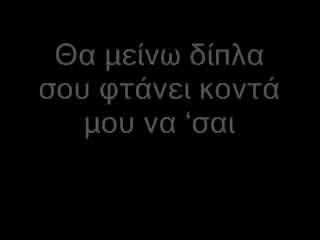 Θα μείνω δίπλα
σου φτάνει κοντά
μου να ‘σαι